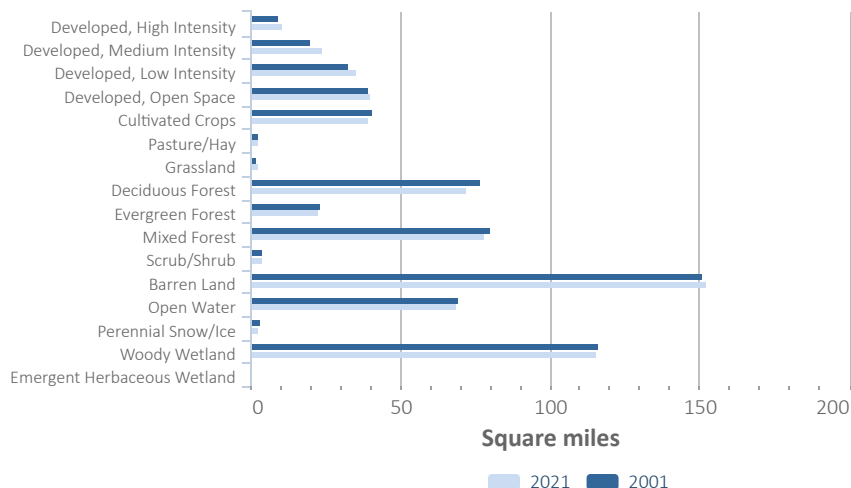 Developed, High Intensity
Developed, Medium Intensity
Developed, Low Intensity
Developed, Open Space
Cultivated Crops
Pasture/Hay
Grassland
Deciduous Forest
Evergreen Forest
Mixed Forest
Scrub/Shrub
Barren Land
Open Water
Perennial Snow/Ice
Woody Wetland
Emergent Herbaceous Wetland
0 50 100 150 200
Square miles
2021 2001